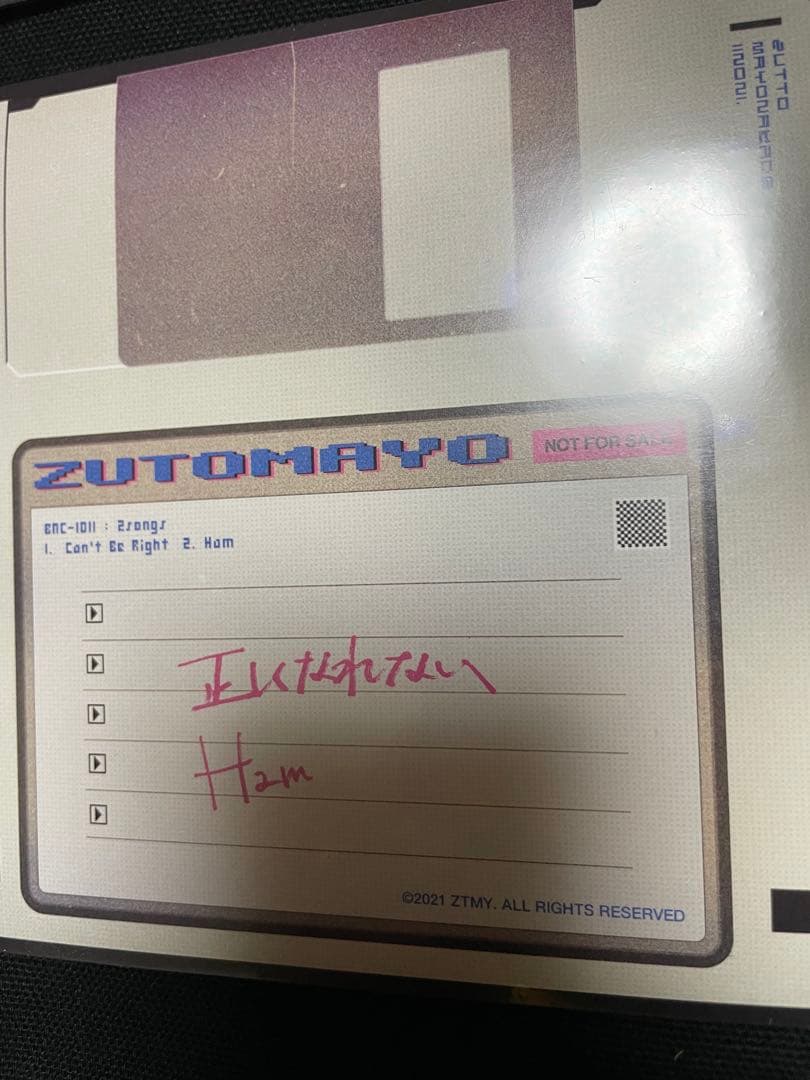 ZUTTO
MAYONAKADE
IINONI.
ZUTOMAYO
NOT FOR SALE
ENC-1011 : 2songs
1. Can't Be Right 2. Ham
正しくなれない
Ham
©2021 ZTMY. ALL RIGHTS RESERVED